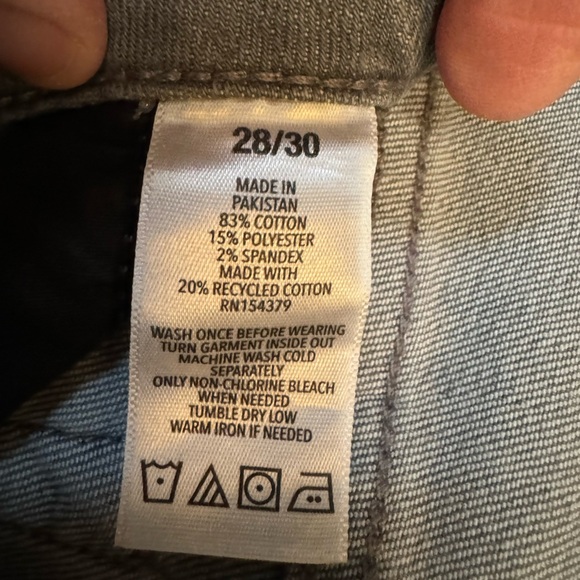 28/30
MADE IN
PAKISTAN
83% COTTON
15% POLYESTER
2% SPANDEX
MADE WITH
20% RECYCLED COTTON
RN154379
WASH ONCE BEFORE WEARING
TURN GARMENT INSIDE OUT
MACHINE WASH COLD
SEPARATELY
ONLY NON-CHLORINE BLEACH
WHEN NEEDED
TUMBLE DRY LOW
WARM IRON IF NEEDED